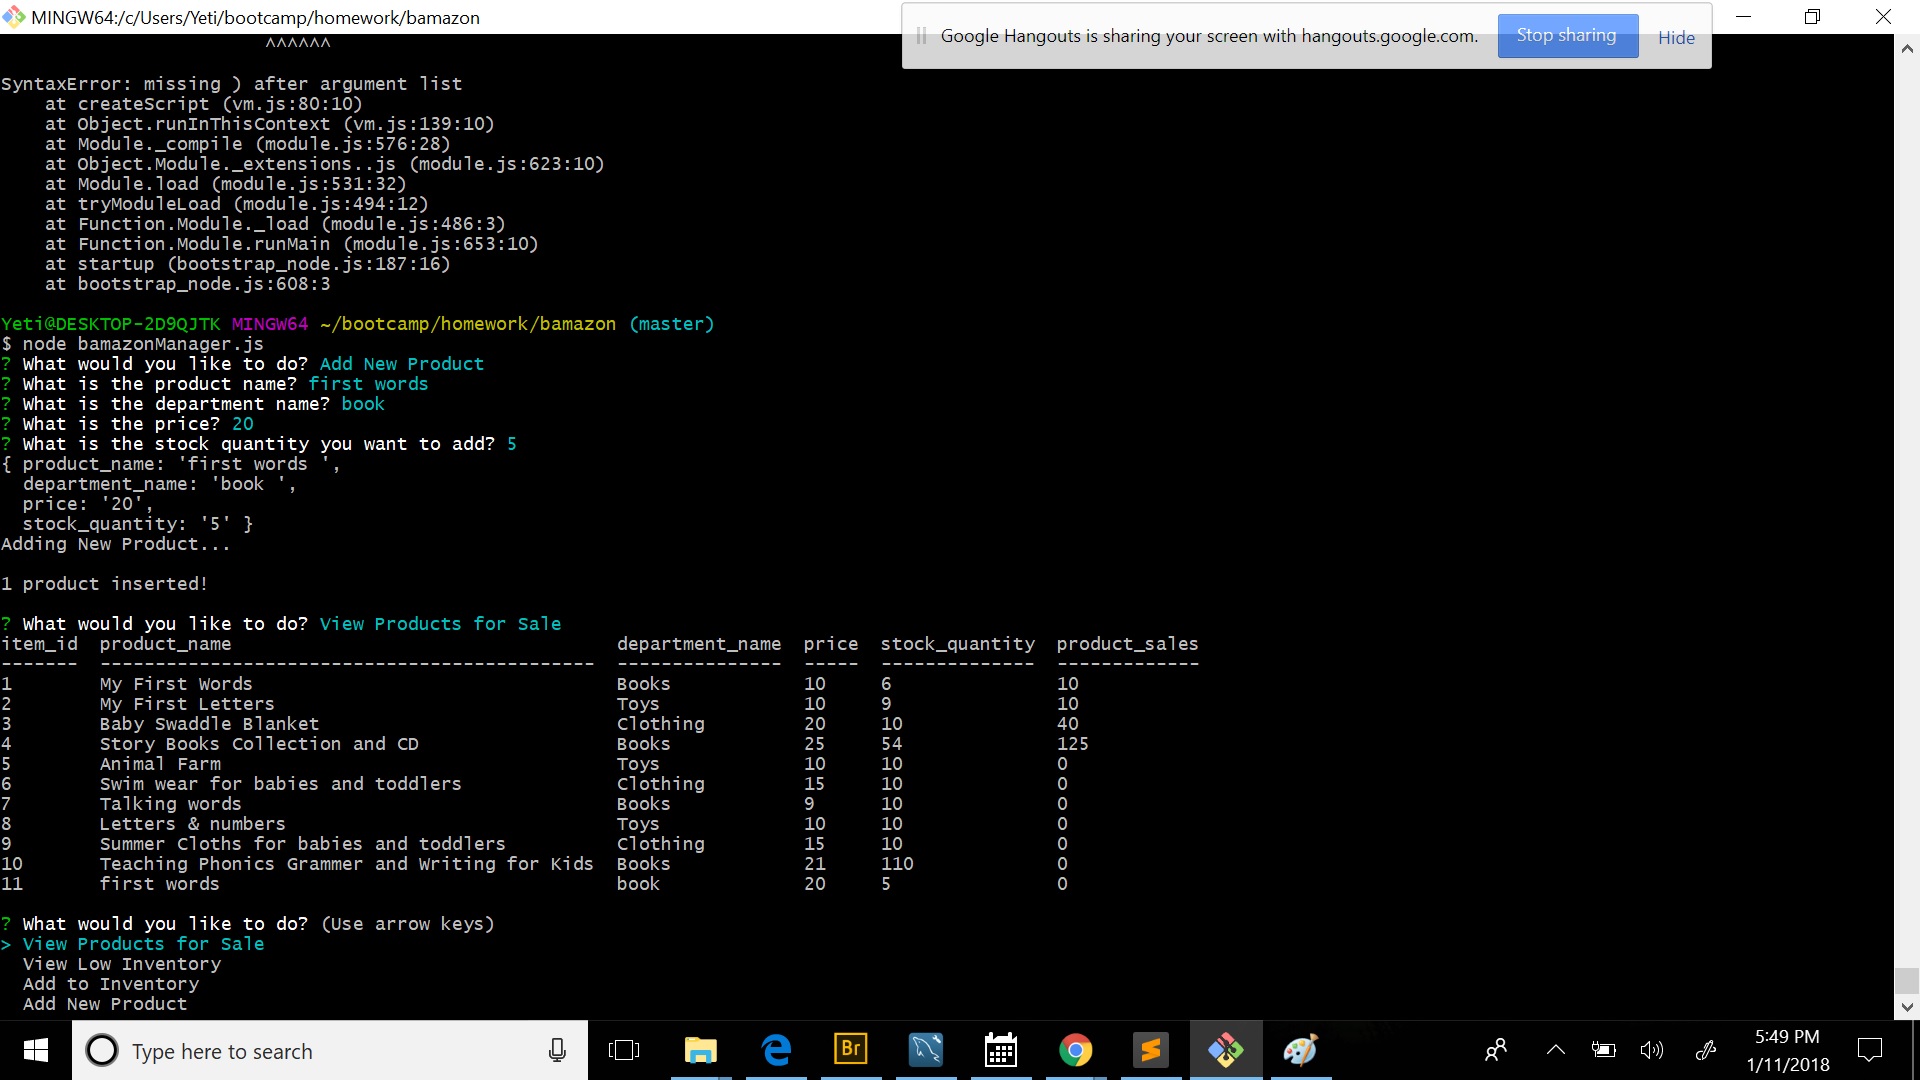 MINGW64:/c/Users/Yeti/bootcamp/homework/bamazon
Google Hangouts is sharing your screen with hangouts.google.com.
Stop sharing
Hide
^^^^^^
SyntaxError: missing ) after argument list
    at createScript (vm.js:80:10)
    at Object.runInThisContext (vm.js:139:10)
    at Module._compile (module.js:576:28)
    at Object.Module._extensions..js (module.js:623:10)
    at Module.load (module.js:531:32)
    at tryModuleLoad (module.js:494:12)
    at Function.Module._load (module.js:486:3)
    at Function.Module.runMain (module.js:653:10)
    at startup (bootstrap_node.js:187:16)
    at bootstrap_node.js:608:3
Yeti@DESKTOP-2D9QJTK MINGW64 ~/bootcamp/homework/bamazon (master)
$ node bamazonManager.js
? What would you like to do? Add New Product
? What is the product name? first words
? What is the department name? book
? What is the price? 20
? What is the stock quantity you want to add? 5
{ product_name: 'first words ',
  department_name: 'book ',
  price: '20',
  stock_quantity: '5' }
Adding New Product...
1 product inserted!
? What would you like to do? View Products for Sale
item_id  product_name                                   department_name  price  stock_quantity  product_sales
-------  ---------------------------------------------  ---------------  -----  --------------  -------------
1        My First Words                                 Books            10     6               10
2        My First Letters                               Toys             10     9               10
3        Baby Swaddle Blanket                           Clothing         20     10              40
4        Story Books Collection and CD                  Books            25     54              125
5        Animal Farm                                    Toys             10     10              0
6        Swim wear for babies and toddlers              Clothing         15     10              0
7        Talking words                                  Books            9      10              0
8        Letters & numbers                              Toys             10     10              0
9        Summer Cloths for babies and toddlers          Clothing         15     10              0
10       Teaching Phonics Grammer and Writing for Kids  Books            21     110             0
11       first words                                    book             20     5               0
? What would you like to do? (Use arrow keys)
> View Products for Sale
  View Low Inventory
  Add to Inventory
  Add New Product
Type here to search
Br
5:49 PM
1/11/2018